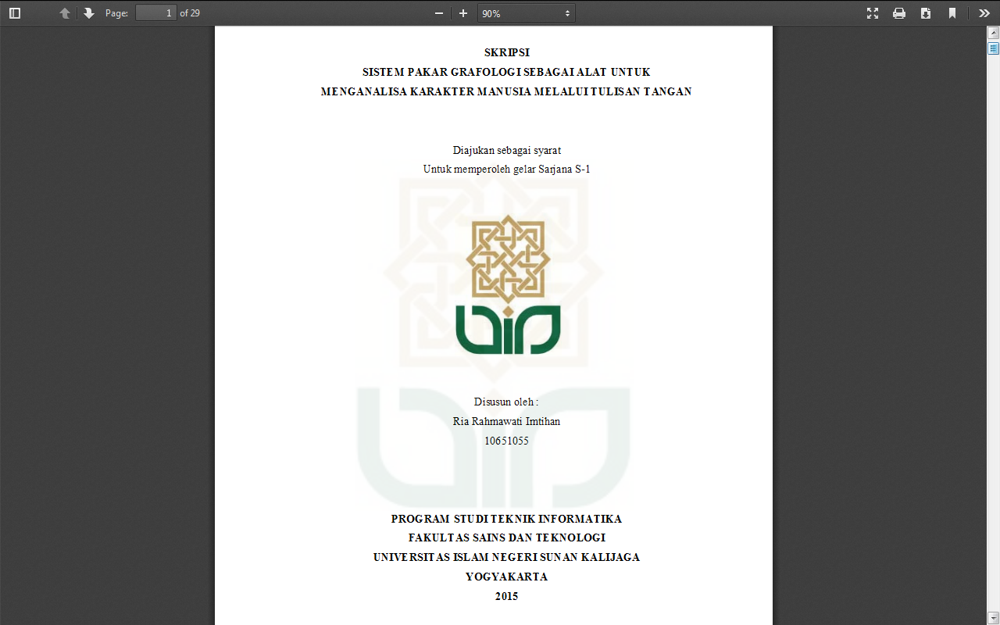 Page: 1 of 29 90%
SKRIPSI
SISTEM PAKAR GRAFOLOGI SEBAGAI ALAT UNTUK
MENGANALISA KARAKTER MANUSIA MELALUI TULISAN TANGAN
Diajukan sebagai syarat
Untuk memperoleh gelar Sarjana S-1
Disusun oleh :
Ria Rahmawati Imtihan
10651055
PROGRAM STUDI TEKNIK INFORMATIKA
FAKULTAS SAINS DAN TEKNOLOGI
UNIVERSITAS ISLAM NEGERI SUNAN KALIJAGA
YOGYAKARTA
2015